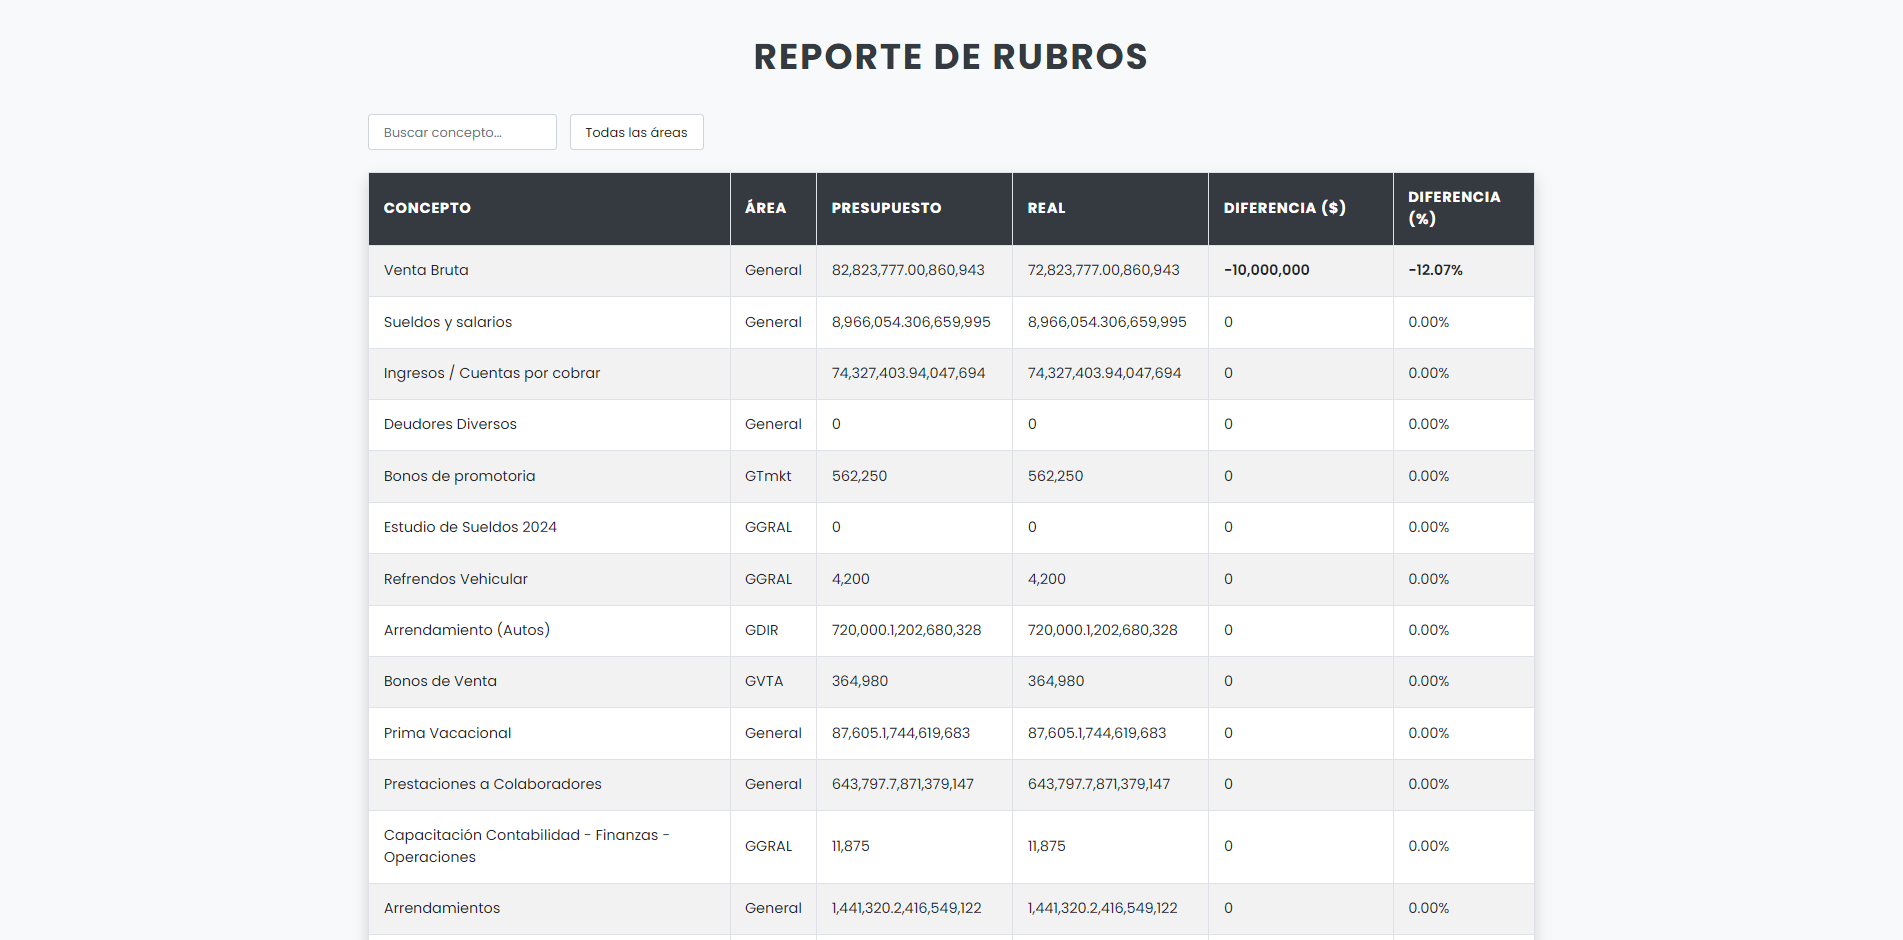 REPORTE DE RUBROS
Buscar concepto...
Todas las áreas
CONCEPTO ÁREA PRESUPUESTO REAL DIFERENCIA ($) DIFERENCIA (%)
Venta Bruta General 82,823,777.00,860,943 72,823,777.00,860,943 -10,000,000 -12.07%
Sueldos y salarios General 8,966,054.306,659,995 8,966,054.306,659,995 0 0.00%
Ingresos / Cuentas por cobrar 74,327,403.94,047,694 74,327,403.94,047,694 0 0.00%
Deudores Diversos General 0 0 0 0.00%
Bonos de promotoria GTmkt 562,250 562,250 0 0.00%
Estudio de Sueldos 2024 GGRAL 0 0 0 0.00%
Refrendos Vehicular GGRAL 4,200 4,200 0 0.00%
Arrendamiento (Autos) GDIR 720,000.1,202,680,328 720,000.1,202,680,328 0 0.00%
Bonos de Venta GVTA 364,980 364,980 0 0.00%
Prima Vacacional General 87,605.1,744,619,683 87,605.1,744,619,683 0 0.00%
Prestaciones a Colaboradores General 643,797.7,871,379,147 643,797.7,871,379,147 0 0.00%
Capacitación Contabilidad - Finanzas -
Operaciones GGRAL 11,875 11,875 0 0.00%
Arrendamientos General 1,441,320.2,416,549,122 1,441,320.2,416,549,122 0 0.00%